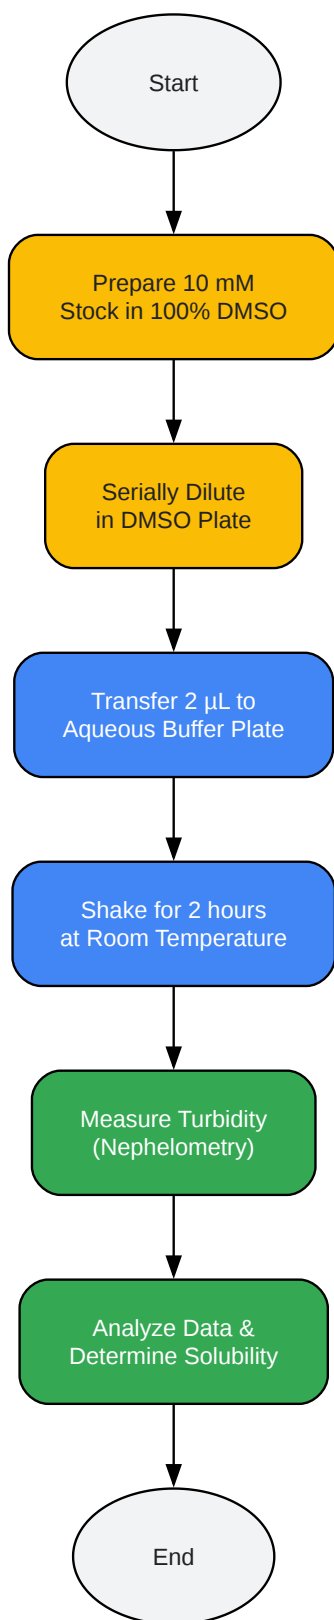 Start
Prepare 10 mM
Stock in 100% DMSO
Serially Dilute
in DMSO Plate
Transfer 2 µL to
Aqueous Buffer Plate
Shake for 2 hours
at Room Temperature
Measure Turbidity
(Nephelometry)
Analyze Data &
Determine Solubility
End